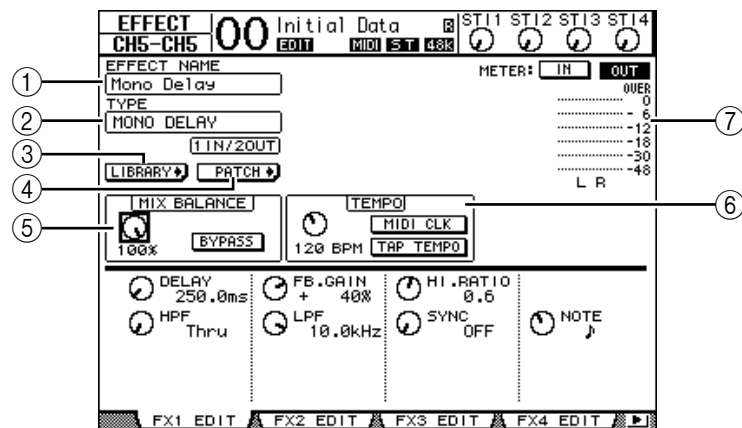 EFFECT
CH5-CH5
00
Initial Data
EDIT
MIDI S.T 48K
STI1 STI2 STI3 STI4
EFFECT NAME
Mono Delay
TYPE
MONO DELAY
1IN/2OUT
LIBRARY
PATCH
METER: IN OUT
OVER
0
- 6
-12
-18
-30
-48
L R
MIX BALANCE
100%
BYPASS
TEMPO
120 BPM
MIDI CLK
TAP TEMPO
DELAY
250.0ms
FB.GAIN
+ 40%
HI.RATIO
0.6
HPF
Thru
LPF
10.0kHz
SYNC
OFF
NOTE
♪
FX1 EDIT
FX2 EDIT
FX3 EDIT
FX4 EDIT
1
2
3
4
5
6
7